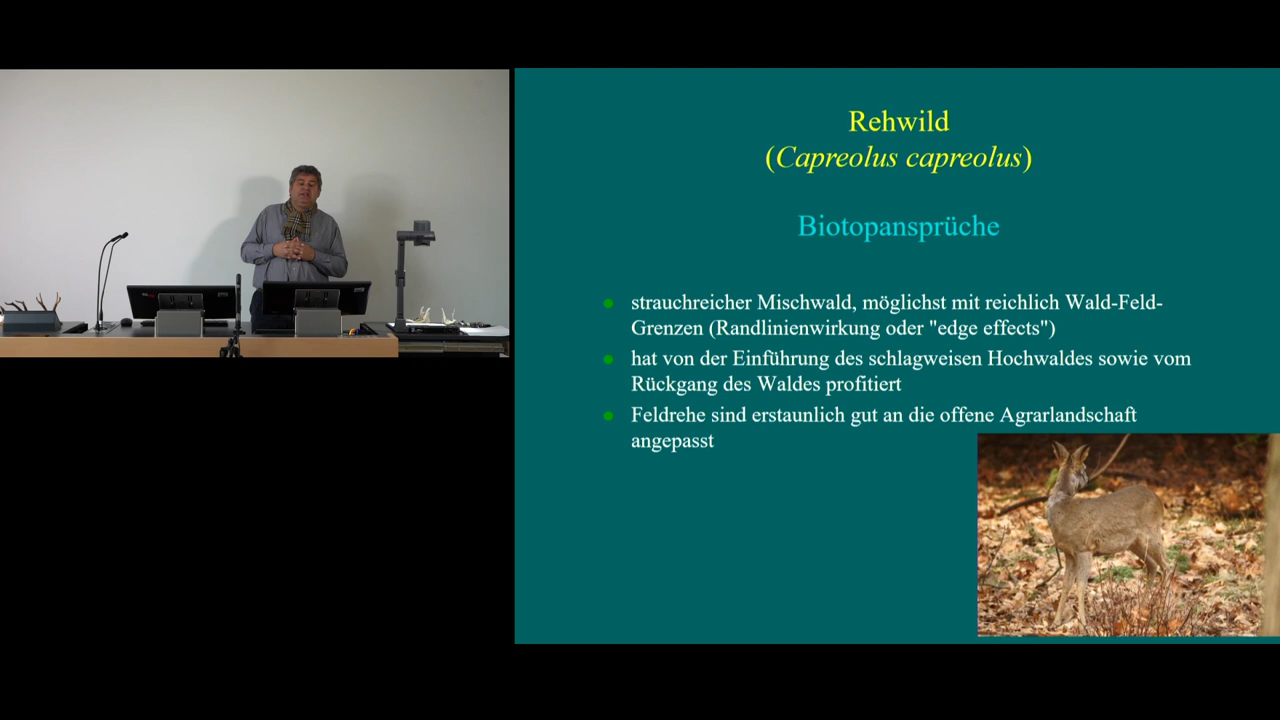 Rehwild
(Capreolus capreolus)
Biotopansprüche
strauchreicher Mischwald, möglichst mit reichlich Wald-Feld-
Grenzen (Randlinienwirkung oder "edge effects")
hat von der Einführung des schlagweisen Hochwaldes sowie vom
Rückgang des Waldes profitiert
Feldrehe sind erstaunlich gut an die offene Agrarlandschaft
angepasst